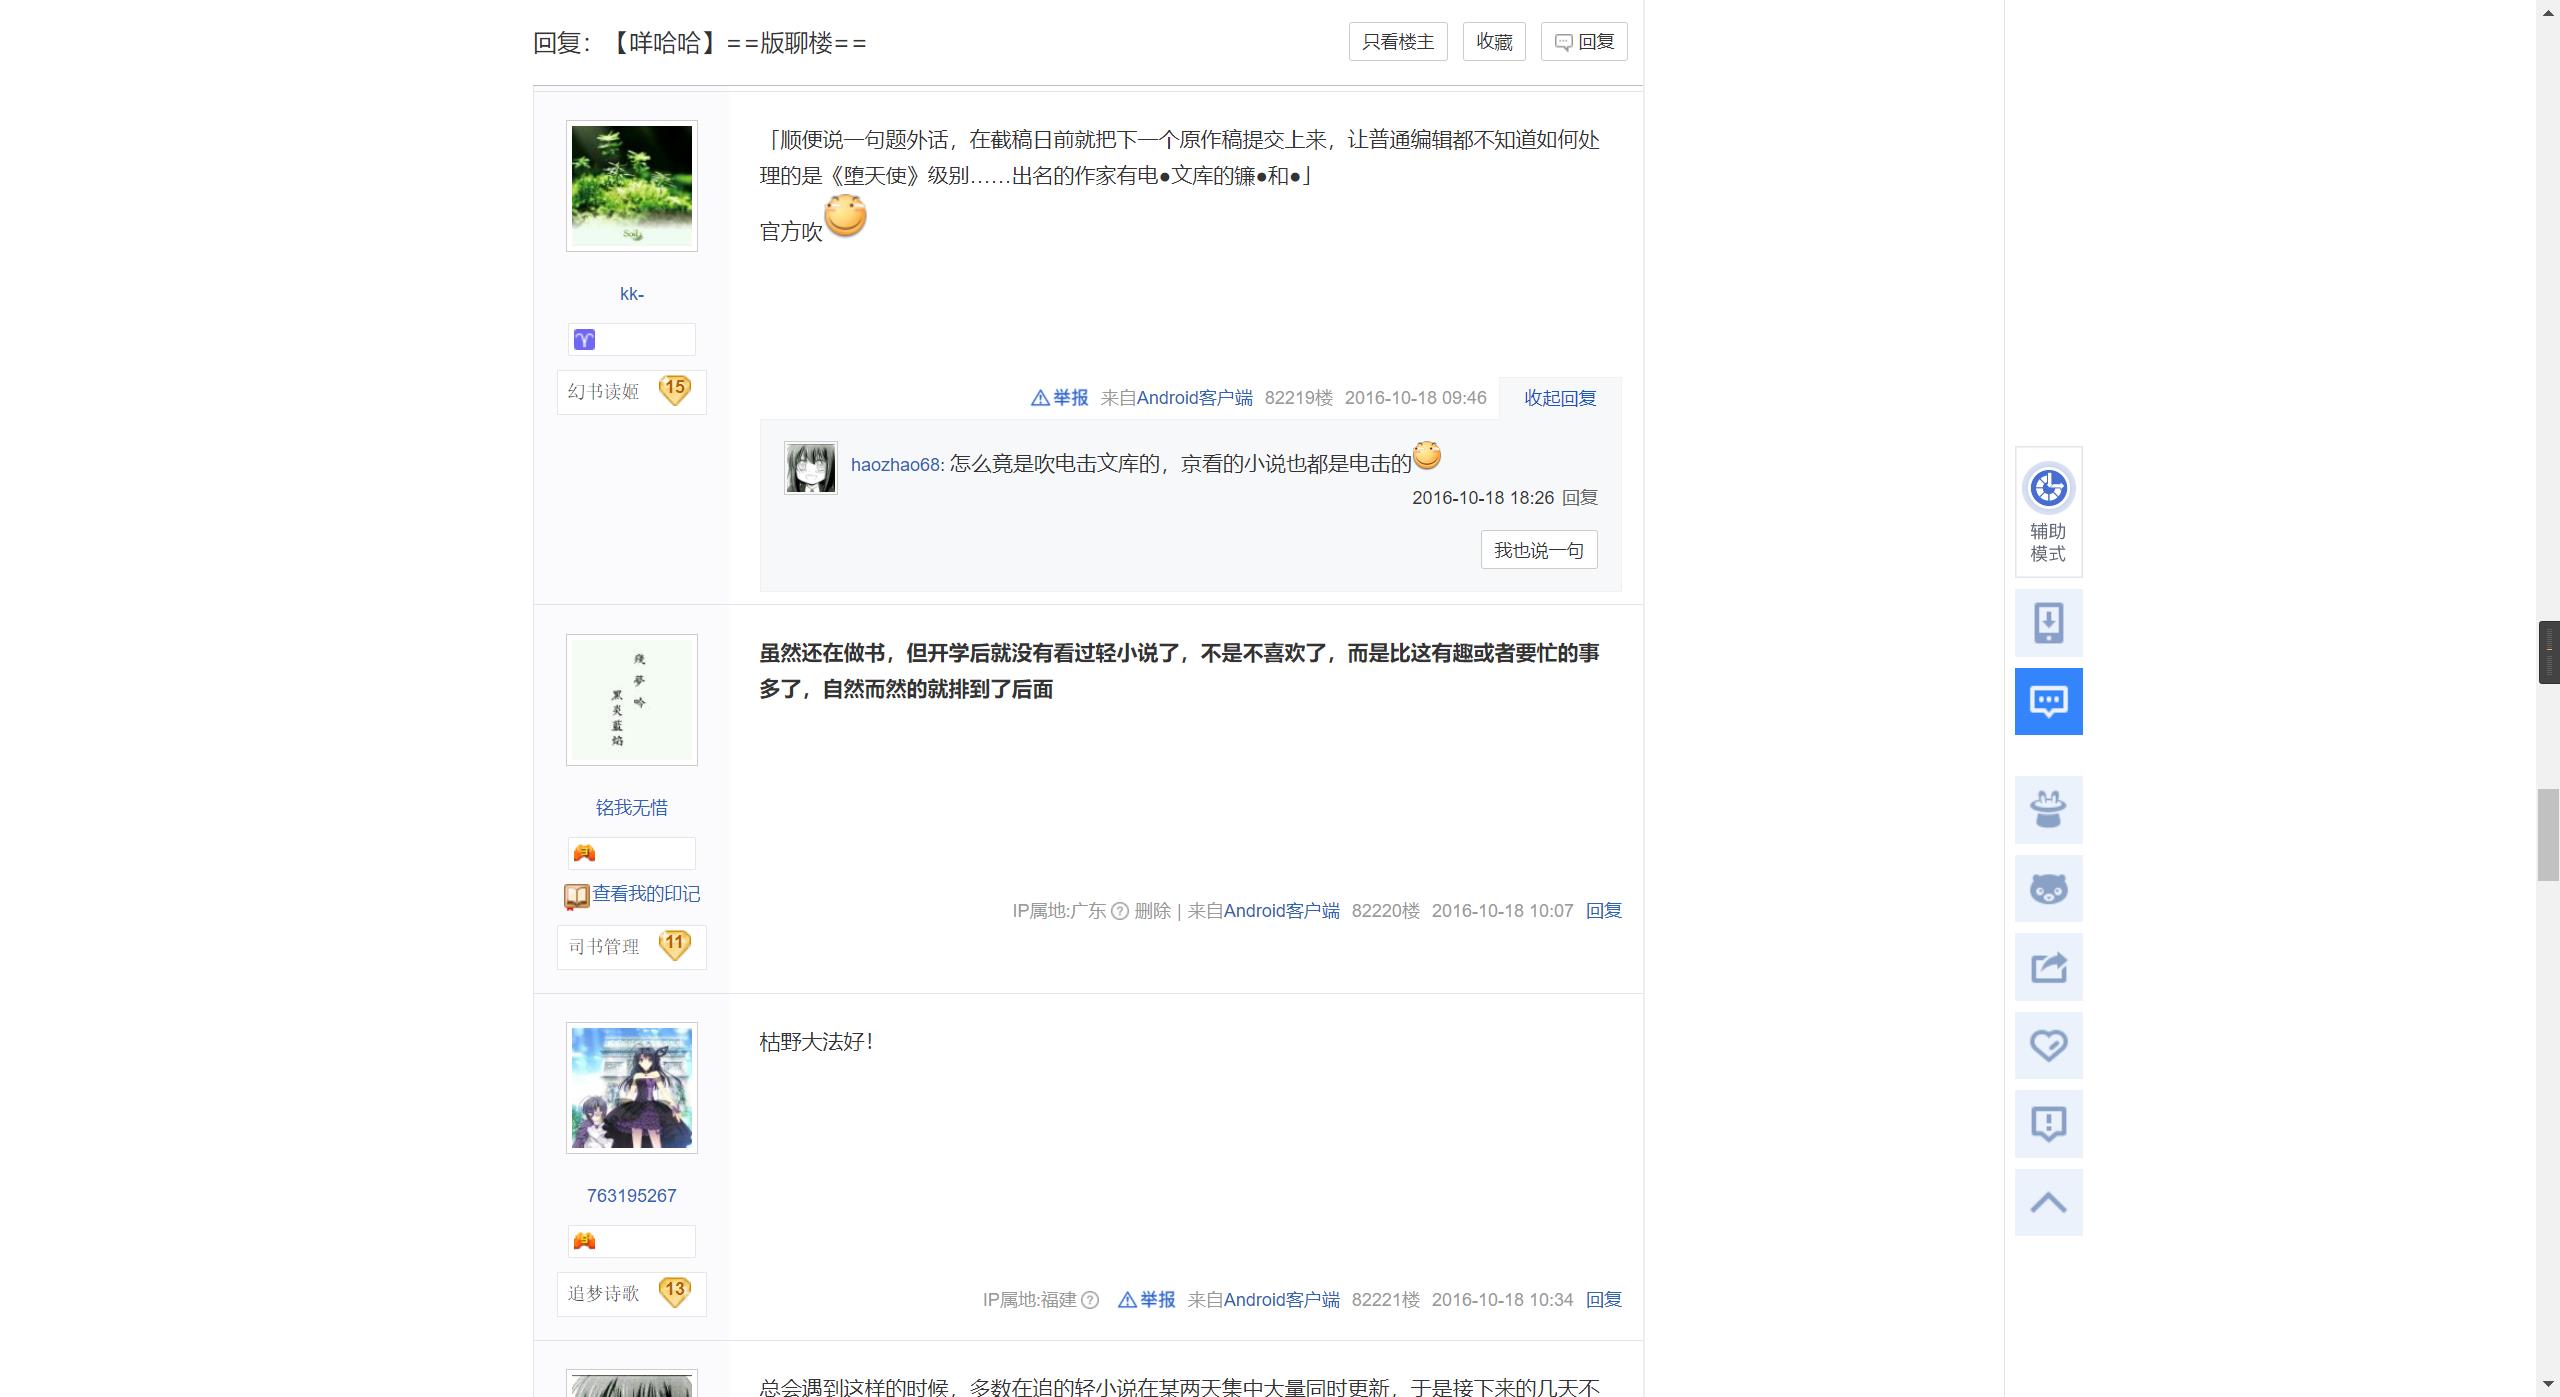 回复：【咩哈哈】==版聊楼==
只看楼主
收藏
回复
「顺便说一句题外话，在截稿日前就把下一个原作稿提交上来，让普通编辑都不知道如何处
理的是《堕天使》级别……出名的作家有电●文库的镰●和●」
官方吹
Soil
kk-
幻书读姬 15
举报 来自Android客户端 82219楼 2016-10-18 09:46 收起回复
haozhao68: 怎么竟是吹电击文库的，京看的小说也都是电击的
2016-10-18 18:26 回复
我也说一句
虽然还在做书，但开学后就没有看过轻小说了，不是不喜欢了，而是比这有趣或者要忙的事
多了，自然而然的就排到了后面
残梦吟
黑炎蓝焰
铭我无惜
查看我的印记
司书管理 11
IP属地:广东 删除 | 来自Android客户端 82220楼 2016-10-18 10:07 回复
枯野大法好！
763195267
追梦诗歌 13
IP属地:福建 举报 来自Android客户端 82221楼 2016-10-18 10:34 回复
总会遇到这样的时候，多数在追的轻小说在某两天集中大量同时更新，于是接下来的几天不
辅助
模式